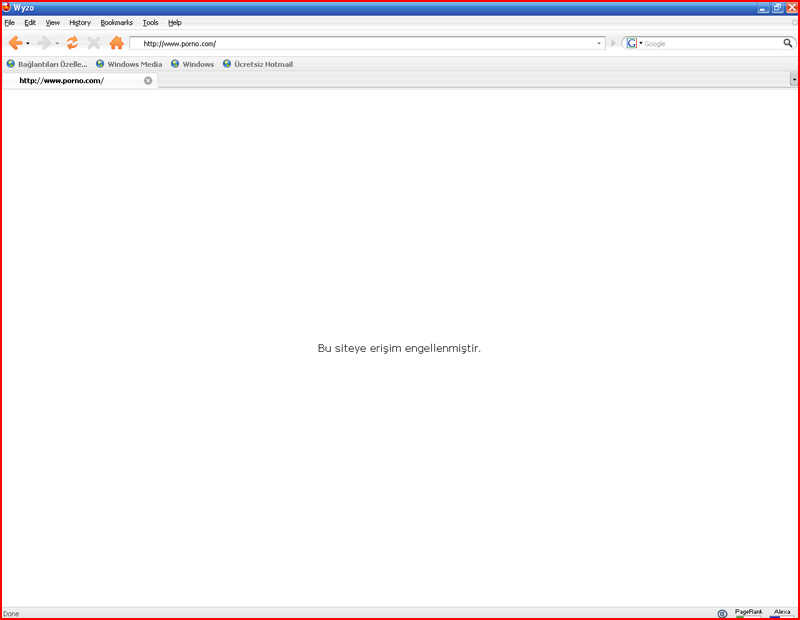 Wyzo
File Edit View History Bookmarks Tools Help
http://www.porno.com/ G Google
Bağlantıları Özelle... Windows Media Windows Ücretsiz Hotmail
http://www.porno.com/
Bu siteye erişim engellenmiştir.
Done PageRank Alexa